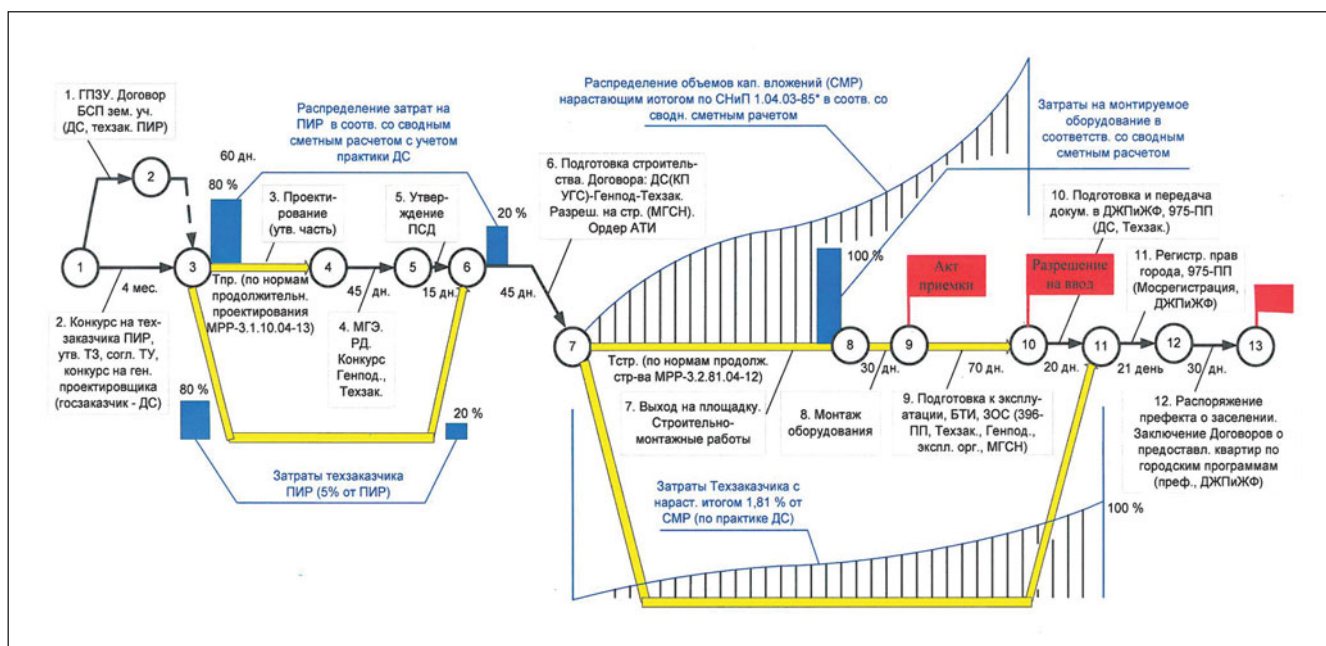 1. ГПЗУ. Договор
БСП зем. уч.
(ДС, техзак. ПИР)
Распределение затрат на
ПИР в соотв. со сводным
сметным расчетом с учетом
практики ДС
Распределение объемов кап. вложений (СМР)
нарастающим иотогом по СНиП 1.04.03-85* в соотв. со
сводн. сметным рачетом
Затраты на монтируемое
оборудование в
соответств. со сводным
сметным расчетом
60 дн.
80 %
3. Проекти-
рование
(утв. часть)
5. Утвер-
ждение
ПСД
20 %
6. Подготовка строитель-
ства. Договора: ДС(КП
УГС)-Генпод-Техзак.
Разреш. на стр. (МГСН).
Ордер АТИ
10. Подготовка и передача
докум. в ДЖПиЖФ, 975-ПП
(ДС, Техзак.)
100 %
11. Регистр. прав
города, 975-ПП
(Мосрегистрация,
ДЖПиЖФ)
Акт
приемки
Разрешение
на ввод
1
2
3
4
5
6
7
8
9
10
11
12
13
4 мес.
Тпр. (по нормам
продолжительн.
проектирования
МРР-3.1.10.04-13)
45 дн.
15 дн.
45 дн.
2. Конкурс на тех-
заказчика ПИР,
утв. ТЗ, согл. ТУ,
конкурс на ген.
проектировщика
(госзаказчик - ДС)
4. МГЭ.
РД.
Конкурс
Генпод.,
Техзак.
Тстр. (по нормам продолж.
стр-ва МРР-3.2.81.04-12)
30 дн.
70 дн.
20 дн.
21 день
30 дн.
7. Выход на площадку.
Строительно-
монтажные работы
8. Монтаж
оборудования
9. Подготовка к эксплу-
атации, БТИ, ЗОС (396-
ПП, Техзак., Генпод.,
экспл. орг., МГСН)
12. Распоряжение
префекта о заселении.
Заключение Договоров о
предоставл. квартир по
городским программам
(преф., ДЖПиЖФ)
80 %
20 %
Затраты техзаказчика
ПИР (5% от ПИР)
Затраты Техзаказчика с
нараст. итогом 1,81 % от
СМР (по практике ДС)
100 %